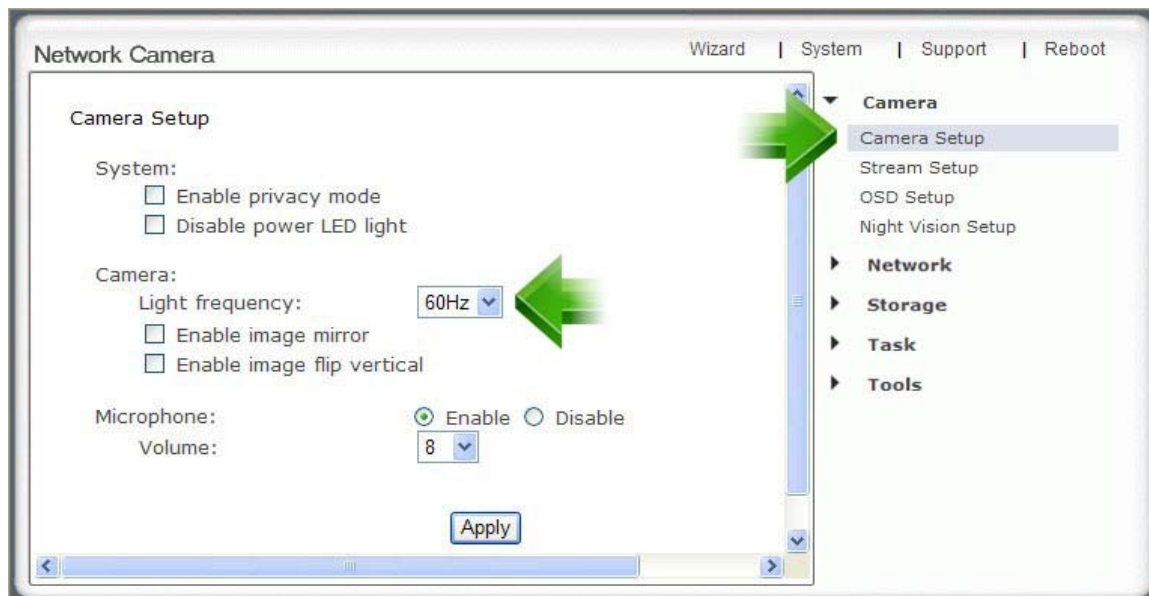 Network Camera
Wizard | System | Support | Reboot
Camera Setup
System:
Enable privacy mode
Disable power LED light
Camera:
Light frequency: 60Hz
Enable image mirror
Enable image flip vertical
Microphone: Enable Disable
Volume: 8
Apply
Camera
Camera Setup
Stream Setup
OSD Setup
Night Vision Setup
Network
Storage
Task
Tools